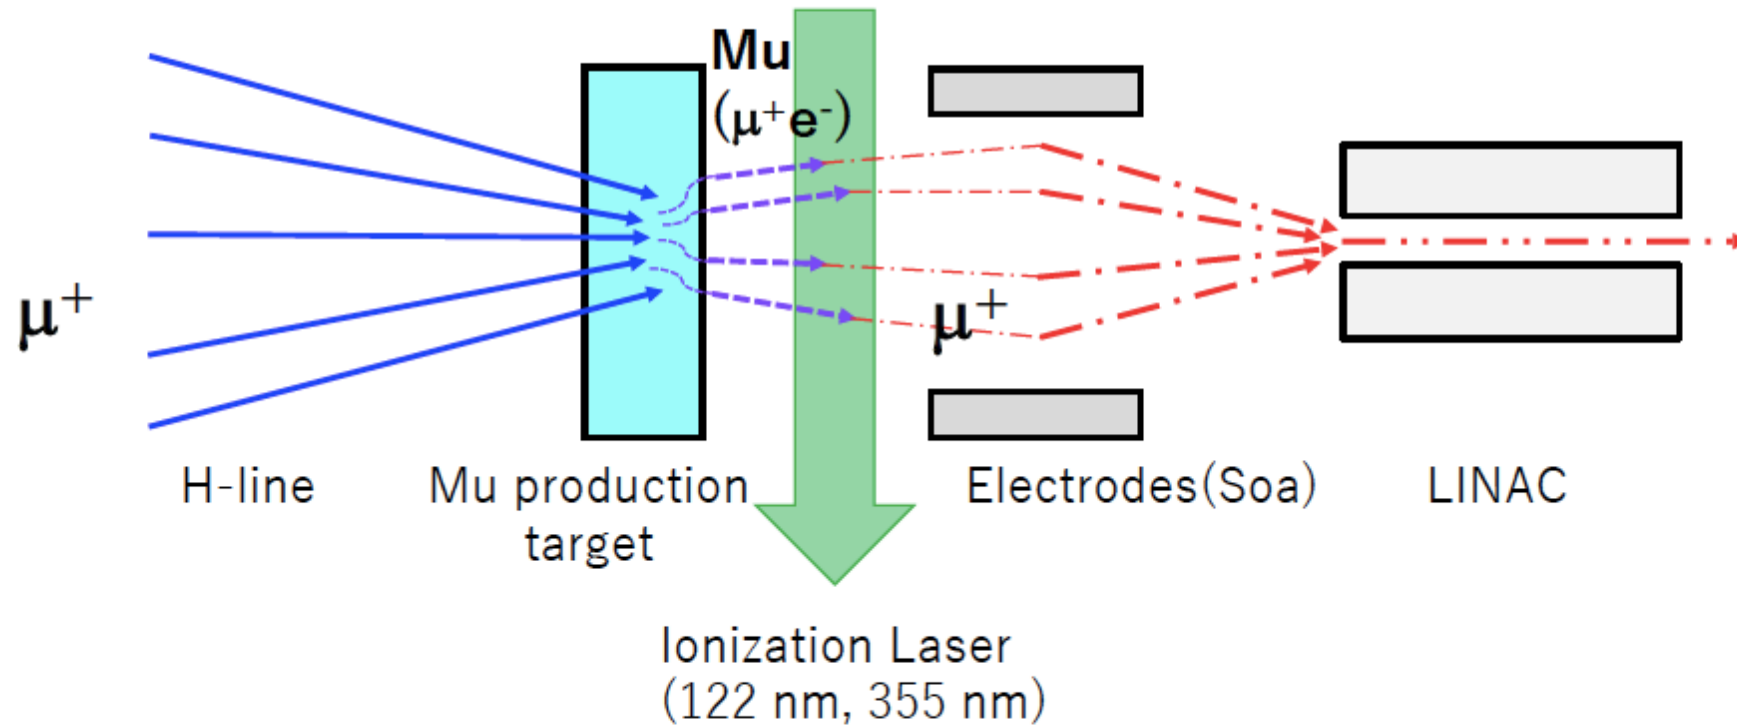 Mu
(μ⁺e⁻)
μ⁺
μ⁺
H-line
Mu production
target
Electrodes(Soa)
LINAC
Ionization Laser
(122 nm, 355 nm)